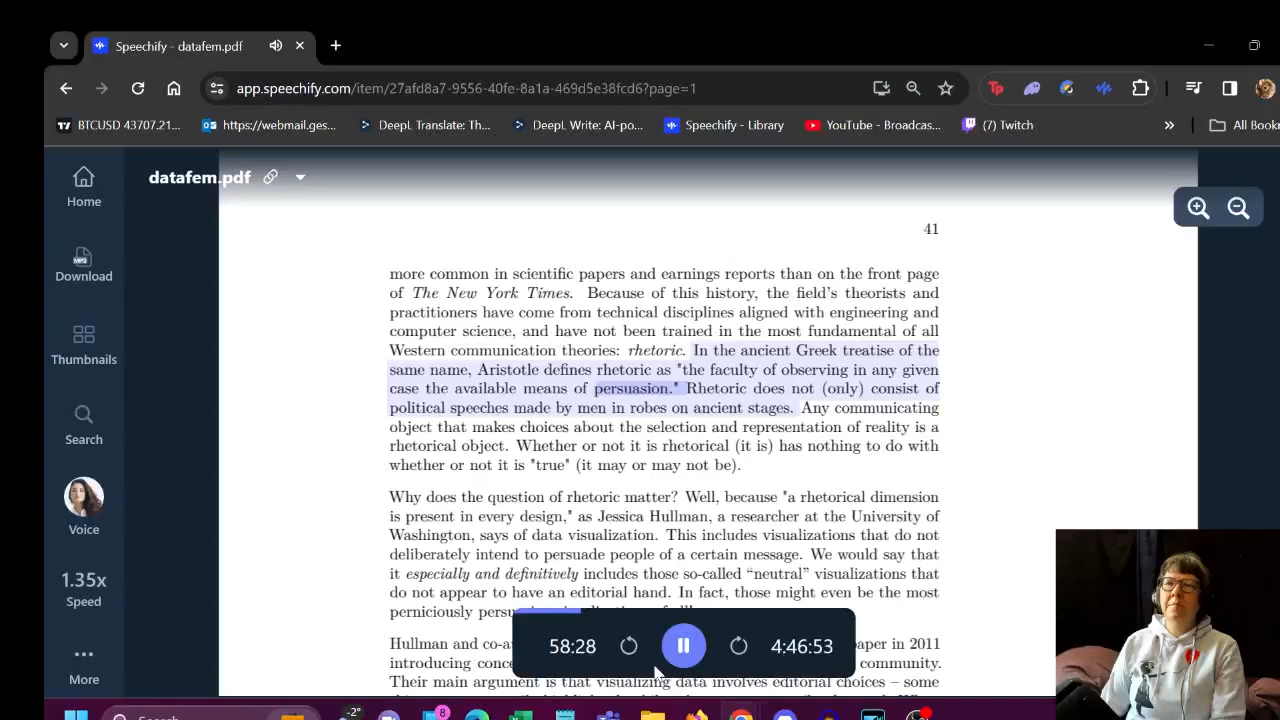 Speechify - datafem.pdf
app.speechify.com/item/27afd8a7-9556-40fe-8a1a-469d5e38fcd6?page=1
BTCUSD 43707.21...
https://webmail.ges...
DeepL Translate: Th...
DeepL Write: AI-po...
Speechify - Library
YouTube - Broadcas...
(7) Twitch
»
All Book
datafem.pdf
Home
Download
Thumbnails
Search
Voice
1.35x
Speed
More
41
more common in scientific papers and earnings reports than on the front page
of The New York Times. Because of this history, the field's theorists and
practitioners have come from technical disciplines aligned with engineering and
computer science, and have not been trained in the most fundamental of all
Western communication theories: rhetoric. In the ancient Greek treatise of the
same name, Aristotle defines rhetoric as "the faculty of observing in any given
case the available means of persuasion." Rhetoric does not (only) consist of
political speeches made by men in robes on ancient stages. Any communicating
object that makes choices about the selection and representation of reality is a
rhetorical object. Whether or not it is rhetorical (it is) has nothing to do with
whether or not it is "true" (it may or may not be).
Why does the question of rhetoric matter? Well, because "a rhetorical dimension
is present in every design," as Jessica Hullman, a researcher at the University of
Washington, says of data visualization. This includes visualizations that do not
deliberately intend to persuade people of a certain message. We would say that
it especially and definitively includes those so-called “neutral” visualizations that
do not appear to have an editorial hand. In fact, those might even be the most
perniciously
Hullman and paper in 2011
introducing community.
Their main argument is that visualizing data involves editorial choices – some
58:28
4:46:53
Search
-2°
8